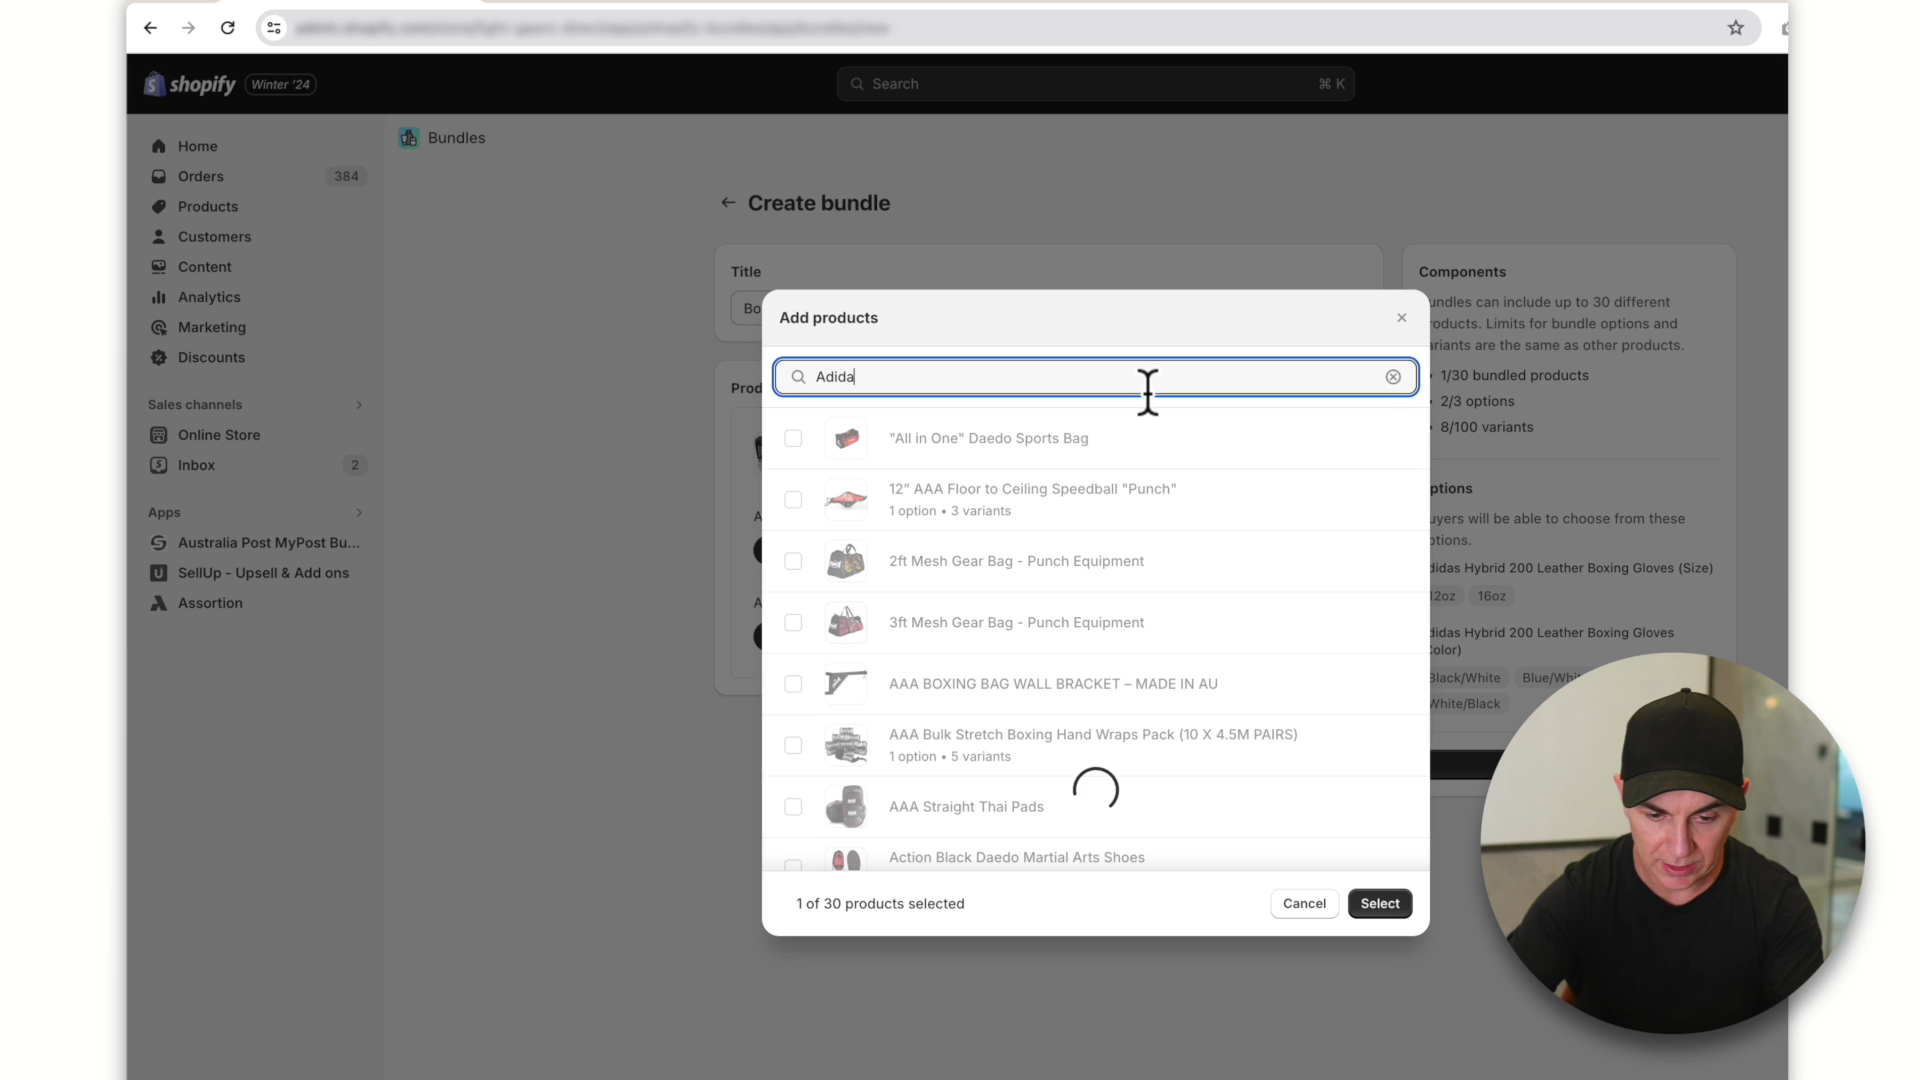 shopify Winter '24
Search ⌘ K
Home
Orders 384
Products
Customers
Content
Analytics
Marketing
Discounts
Sales channels
Online Store
Inbox 2
Apps
Australia Post MyPost Bu...
SellUp - Upsell & Add ons
Assortion
Bundles
Create bundle
Title
Bo
Prod
A
A
Add products
Adida
"All in One" Daedo Sports Bag
12” AAA Floor to Ceiling Speedball "Punch"
1 option • 3 variants
2ft Mesh Gear Bag - Punch Equipment
3ft Mesh Gear Bag - Punch Equipment
AAA BOXING BAG WALL BRACKET – MADE IN AU
AAA Bulk Stretch Boxing Hand Wraps Pack (10 X 4.5M PAIRS)
1 option • 5 variants
AAA Straight Thai Pads
Action Black Daedo Martial Arts Shoes
1 of 30 products selected
Cancel
Select
Components
undles can include up to 30 different
roducts. Limits for bundle options and
ariants are the same as other products.
• 1/30 bundled products
• 2/3 options
• 8/100 variants
ptions
uyers will be able to choose from these
ptions.
didas Hybrid 200 Leather Boxing Gloves (Size)
12oz 16oz
didas Hybrid 200 Leather Boxing Gloves
Color)
Black/White Blue/Whi
White/Black